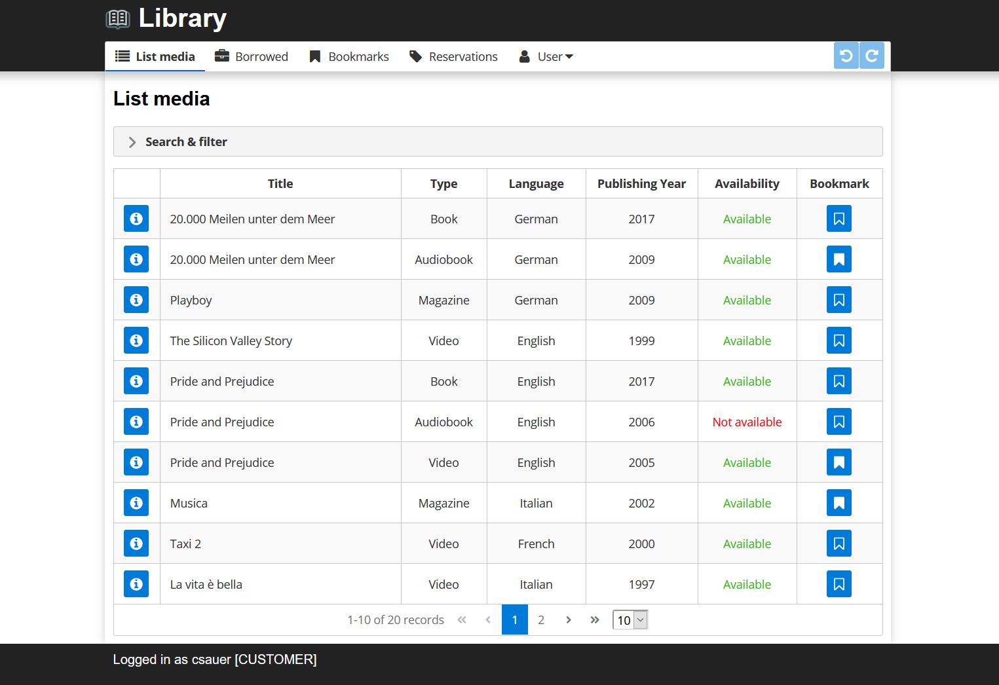 Library
List media Borrowed Bookmarks Reservations User
List media
Search & filter
Title Type Language Publishing Year Availability Bookmark
20.000 Meilen unter dem Meer Book German 2017 Available
20.000 Meilen unter dem Meer Audiobook German 2009 Available
Playboy Magazine German 2009 Available
The Silicon Valley Story Video English 1999 Available
Pride and Prejudice Book English 2017 Available
Pride and Prejudice Audiobook English 2006 Not available
Pride and Prejudice Video English 2005 Available
Musica Magazine Italian 2002 Available
Taxi 2 Video French 2000 Available
La vita è bella Video Italian 1997 Available
1-10 of 20 records « ‹ 1 2 › » 10
Logged in as csauer [CUSTOMER]